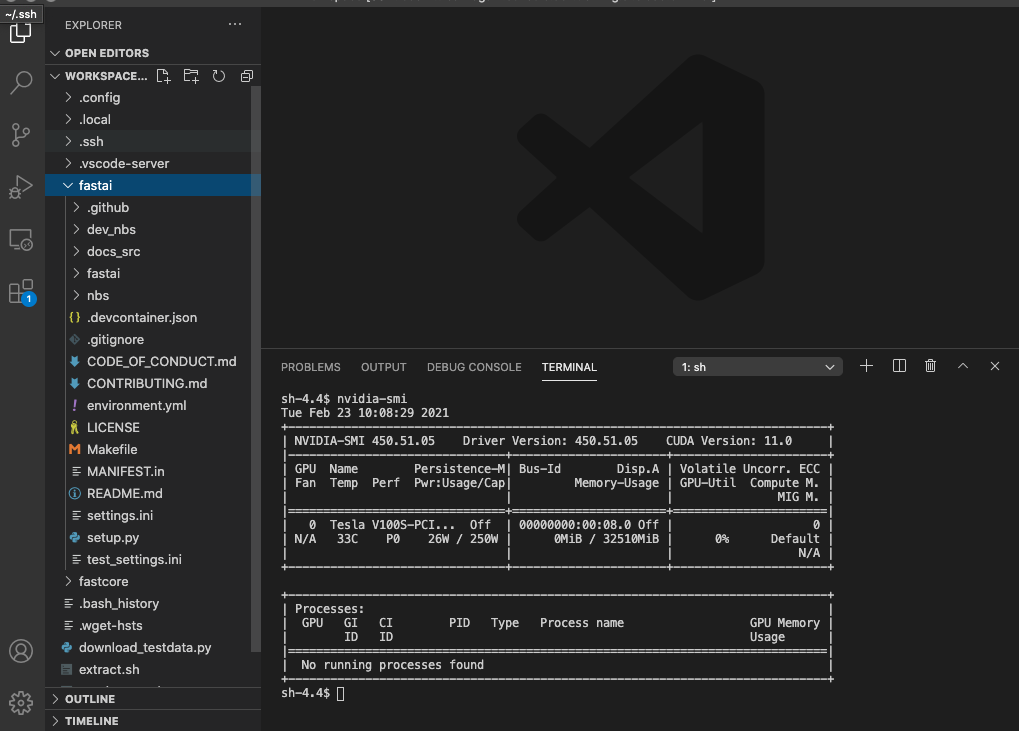 ~/.ssh
EXPLORER
OPEN EDITORS
WORKSPACE...
.config
.local
.ssh
.vscode-server
fastai
.github
dev_nbs
docs_src
fastai
nbs
{} .devcontainer.json
.gitignore
CODE_OF_CONDUCT.md
CONTRIBUTING.md
! environment.yml
LICENSE
M Makefile
MANIFEST.in
README.md
settings.ini
setup.py
test_settings.ini
fastcore
.bash_history
.wget-hsts
download_testdata.py
extract.sh
OUTLINE
TIMELINE
1
PROBLEMS OUTPUT DEBUG CONSOLE TERMINAL 1: sh
sh-4.4$ nvidia-smi
Tue Feb 23 10:08:29 2021
+-----------------------------------------------------------------------------+
| NVIDIA-SMI 450.51.05    Driver Version: 450.51.05    CUDA Version: 11.0     |
|-------------------------------+----------------------+----------------------+
| GPU  Name        Persistence-M| Bus-Id        Disp.A | Volatile Uncorr. ECC |
| Fan  Temp  Perf  Pwr:Usage/Cap|         Memory-Usage | GPU-Util  Compute M. |
|                               |                      |               MIG M. |
|===============================+======================+======================|
|   0  Tesla V100S-PCI...  Off  | 00000000:00:08.0 Off |                    0 |
| N/A   33C    P0    26W / 250W |      0MiB / 32510MiB |      0%      Default |
|                               |                      |                  N/A |
+-------------------------------+----------------------+----------------------+
+-----------------------------------------------------------------------------+
| Processes:                                                                  |
|  GPU   GI   CI        PID   Type   Process name                  GPU Memory |
|        ID   ID                                                   Usage      |
|=============================================================================|
|  No running processes found                                                 |
+-----------------------------------------------------------------------------+
sh-4.4$